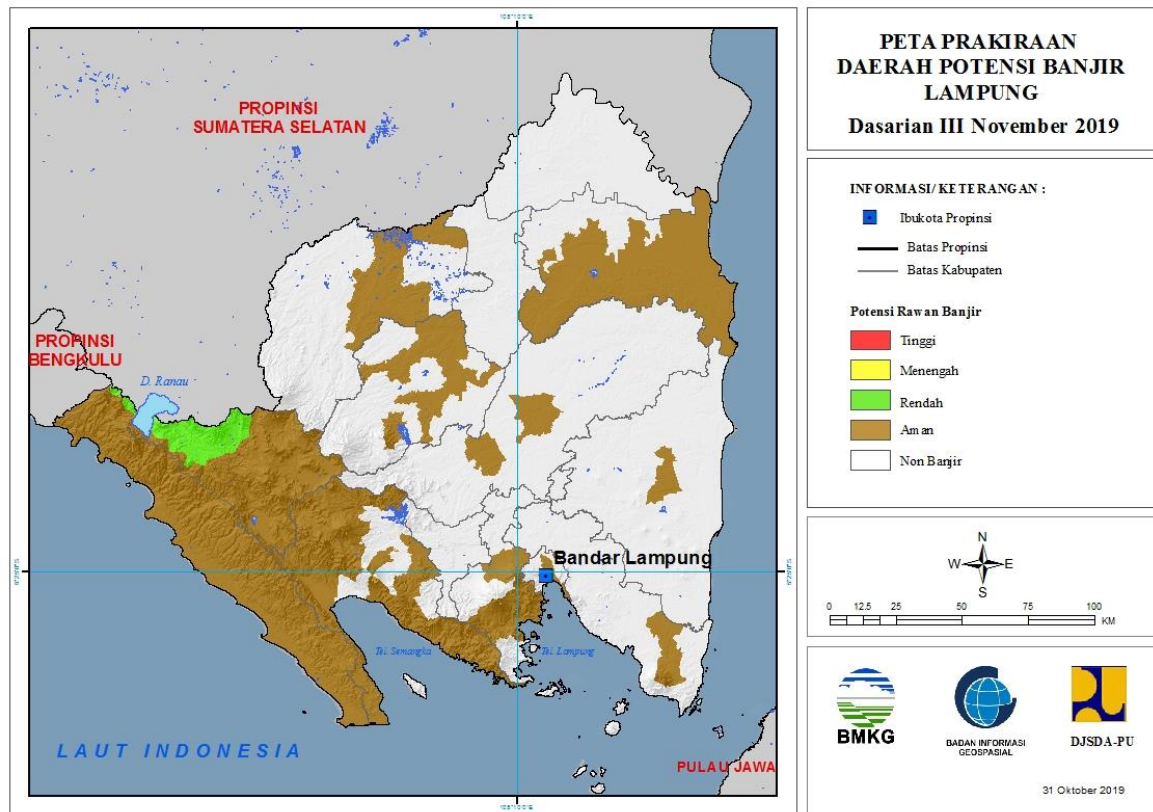 PROPINSI
SUMATERA SELATAN
PROPINSI
BENGKULU
D. Ranau
Bandar Lampung
Tel. Semangka
Tel. Lampung
LAUT INDONESIA
PULAU JAWA
PETA PRAKIRAAN
DAERAH POTENSI BANJIR
LAMPUNG
Dasarian III November 2019
INFORMASI/ KETERANGAN :
Ibukota Propinsi
Batas Propinsi
Batas Kabupaten
Potensi Rawan Banjir
Tinggi
Menengah
Rendah
Aman
Non Banjir
N
W E
S
0 12.5 25 50 75 100
KM
BMKG
BADAN INFORMASI
GEOSPASIAL
DJSDA-PU
31 Oktober 2019